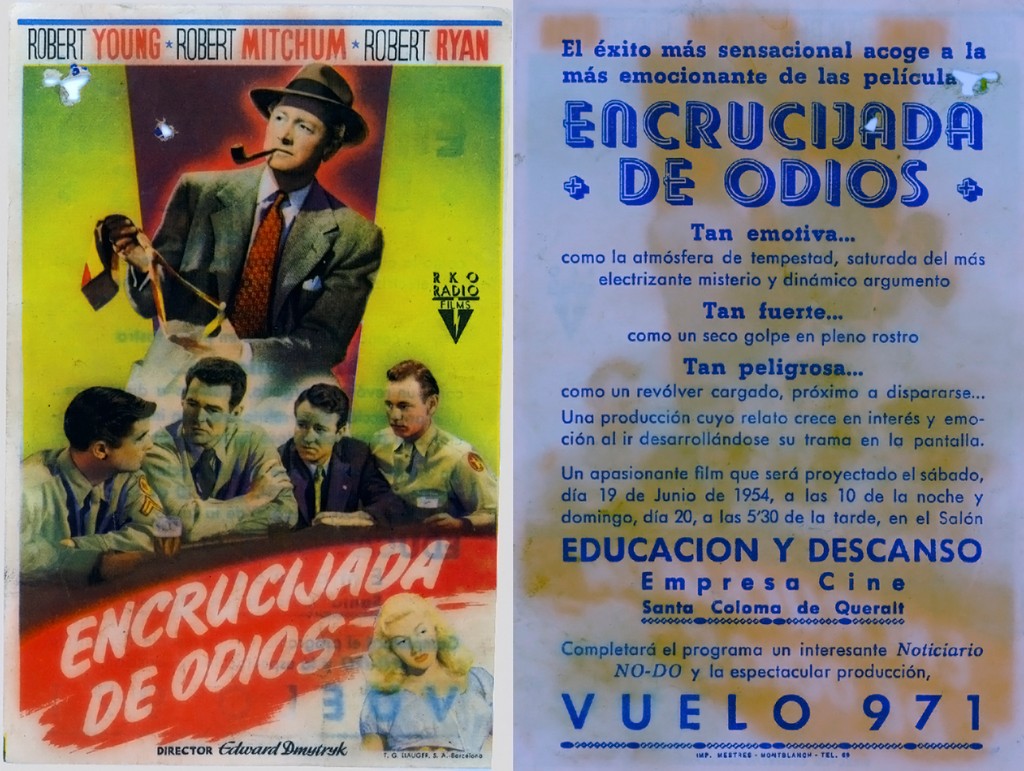 ROBERT YOUNG * ROBERT MITCHUM * ROBERT RYAN
RKO
RADIO
FILMS
ENCRUCIJADA
DE ODIOS
DIRECTOR Edward Dmytryk
El éxito más sensacional acoge a la
más emocionante de las película
ENCRUCIJADA
DE ODIOS
Tan emotiva...
como la atmósfera de tempestad, saturada del más
electrizante misterio y dinámico argumento
Tan fuerte...
como un seco golpe en pleno rostro
Tan peligrosa...
como un revólver cargado, próximo a dispararse...
Una producción cuyo relato crece en interés y emo-
ción al ir desarrollándose su trama en la pantalla.
Un apasionante film que será proyectado el sábado,
día 19 de Junio de 1954, a las 10 de la noche y
domingo, día 20, a las 5'30 de la tarde, en el Salón
EDUCACION Y DESCANSO
Empresa Cine
Santa Coloma de Queralt
Completará el programa un interesante Noticiario
NO-DO y la espectacular producción,
VUELO 971
IMP. MESTRES - MONTBLANCH - TEL.